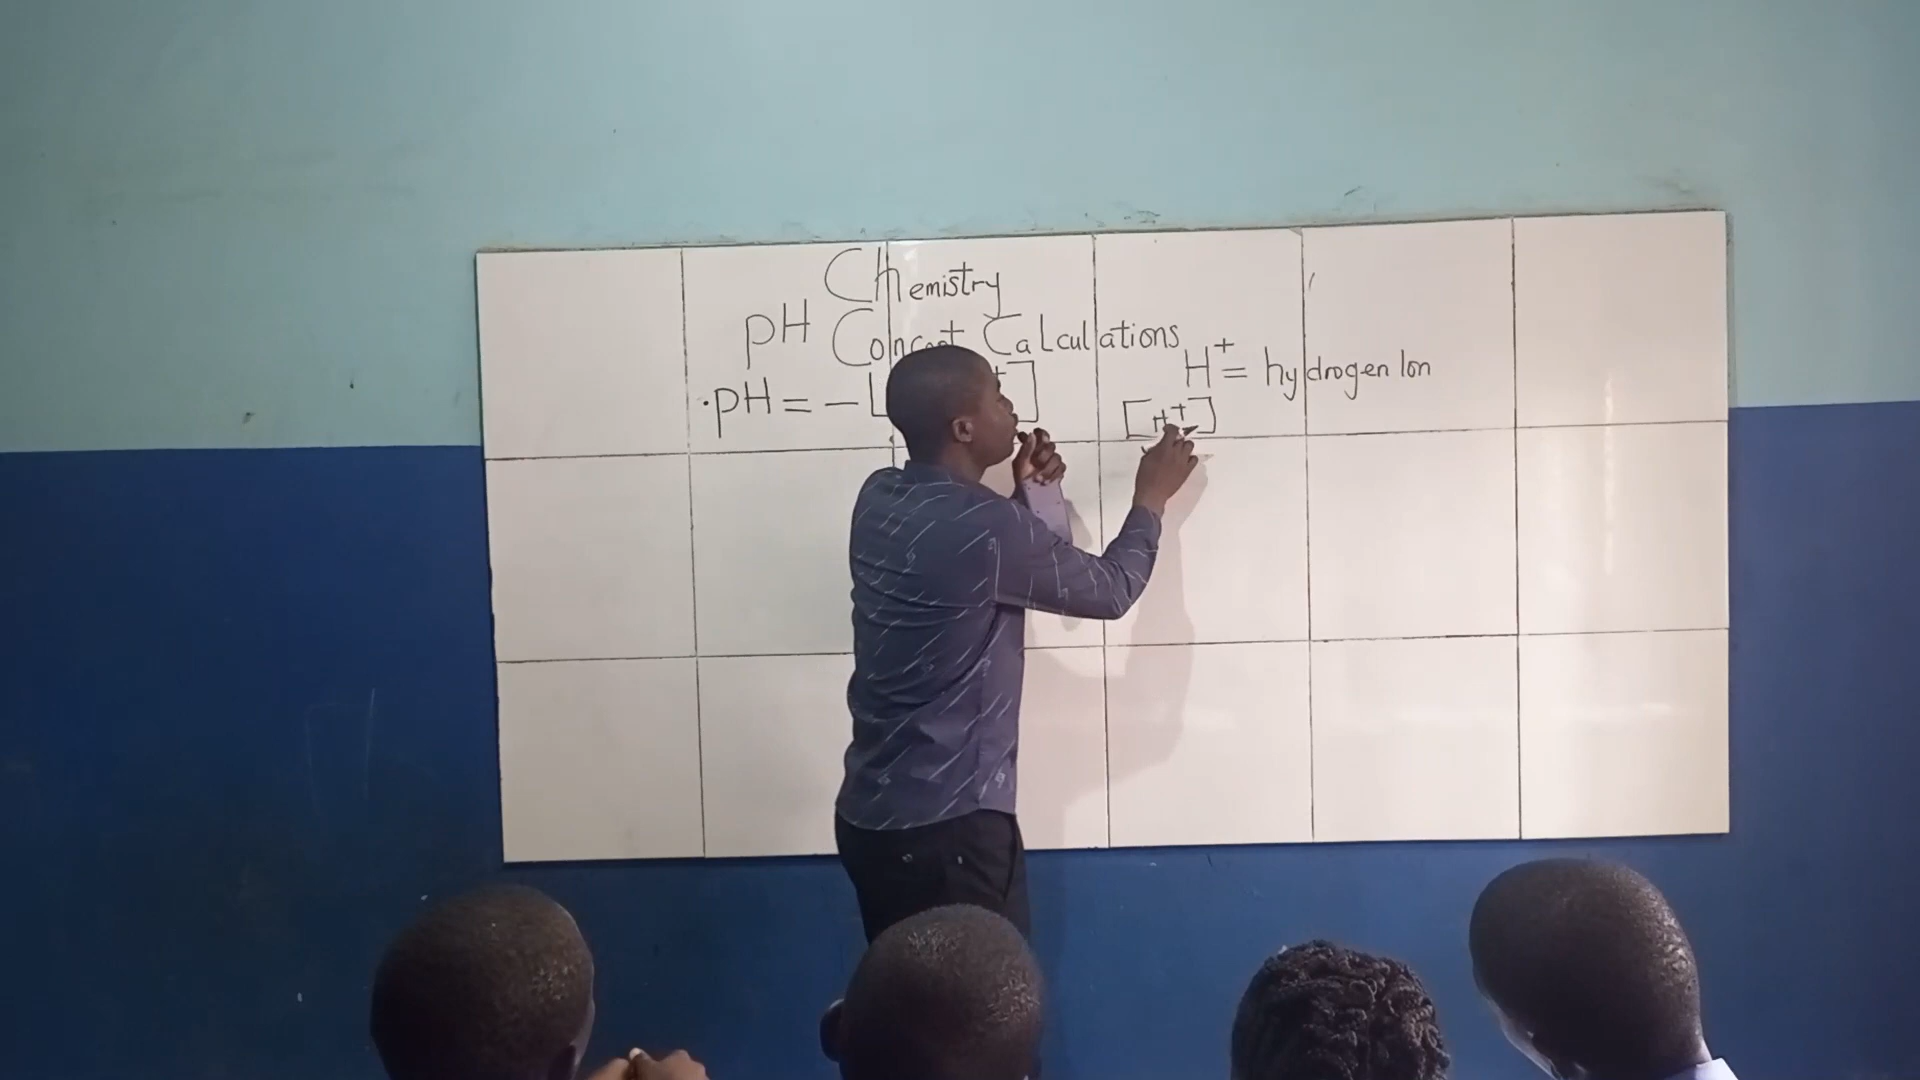 CHemistry
pH Concept CaLculations
H⁺ = hydrogen Ion
·pH = – [ ⁺]
[H⁺]